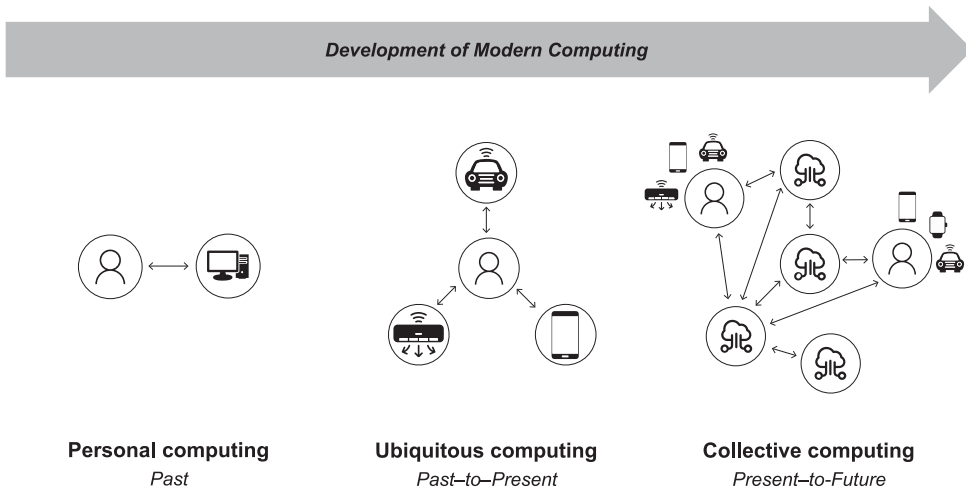 Development of Modern Computing
Personal computing
Past
Ubiquitous computing
Past–to–Present
Collective computing
Present–to-Future